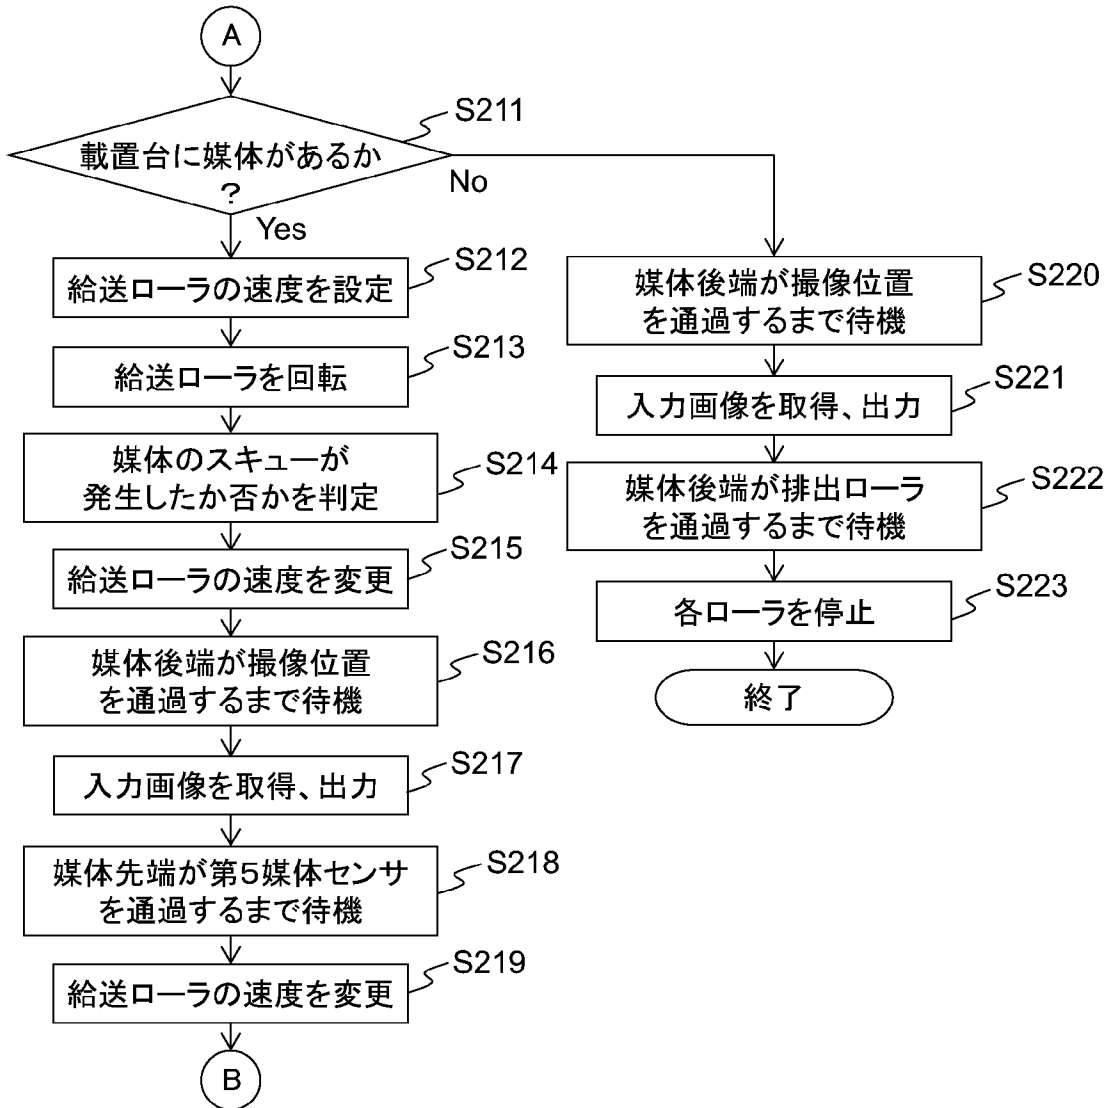 A
S211
載置台に媒体があるか
?
No
Yes
S212
給送ローラの速度を設定
S213
給送ローラを回転
S214
媒体のスキューが
発生したか否かを判定
S215
給送ローラの速度を変更
S216
媒体後端が撮像位置
を通過するまで待機
S217
入力画像を取得、出力
S218
媒体先端が第5媒体センサ
を通過するまで待機
S219
給送ローラの速度を変更
B
S220
媒体後端が撮像位置
を通過するまで待機
S221
入力画像を取得、出力
S222
媒体後端が排出ローラ
を通過するまで待機
S223
各ローラを停止
終了